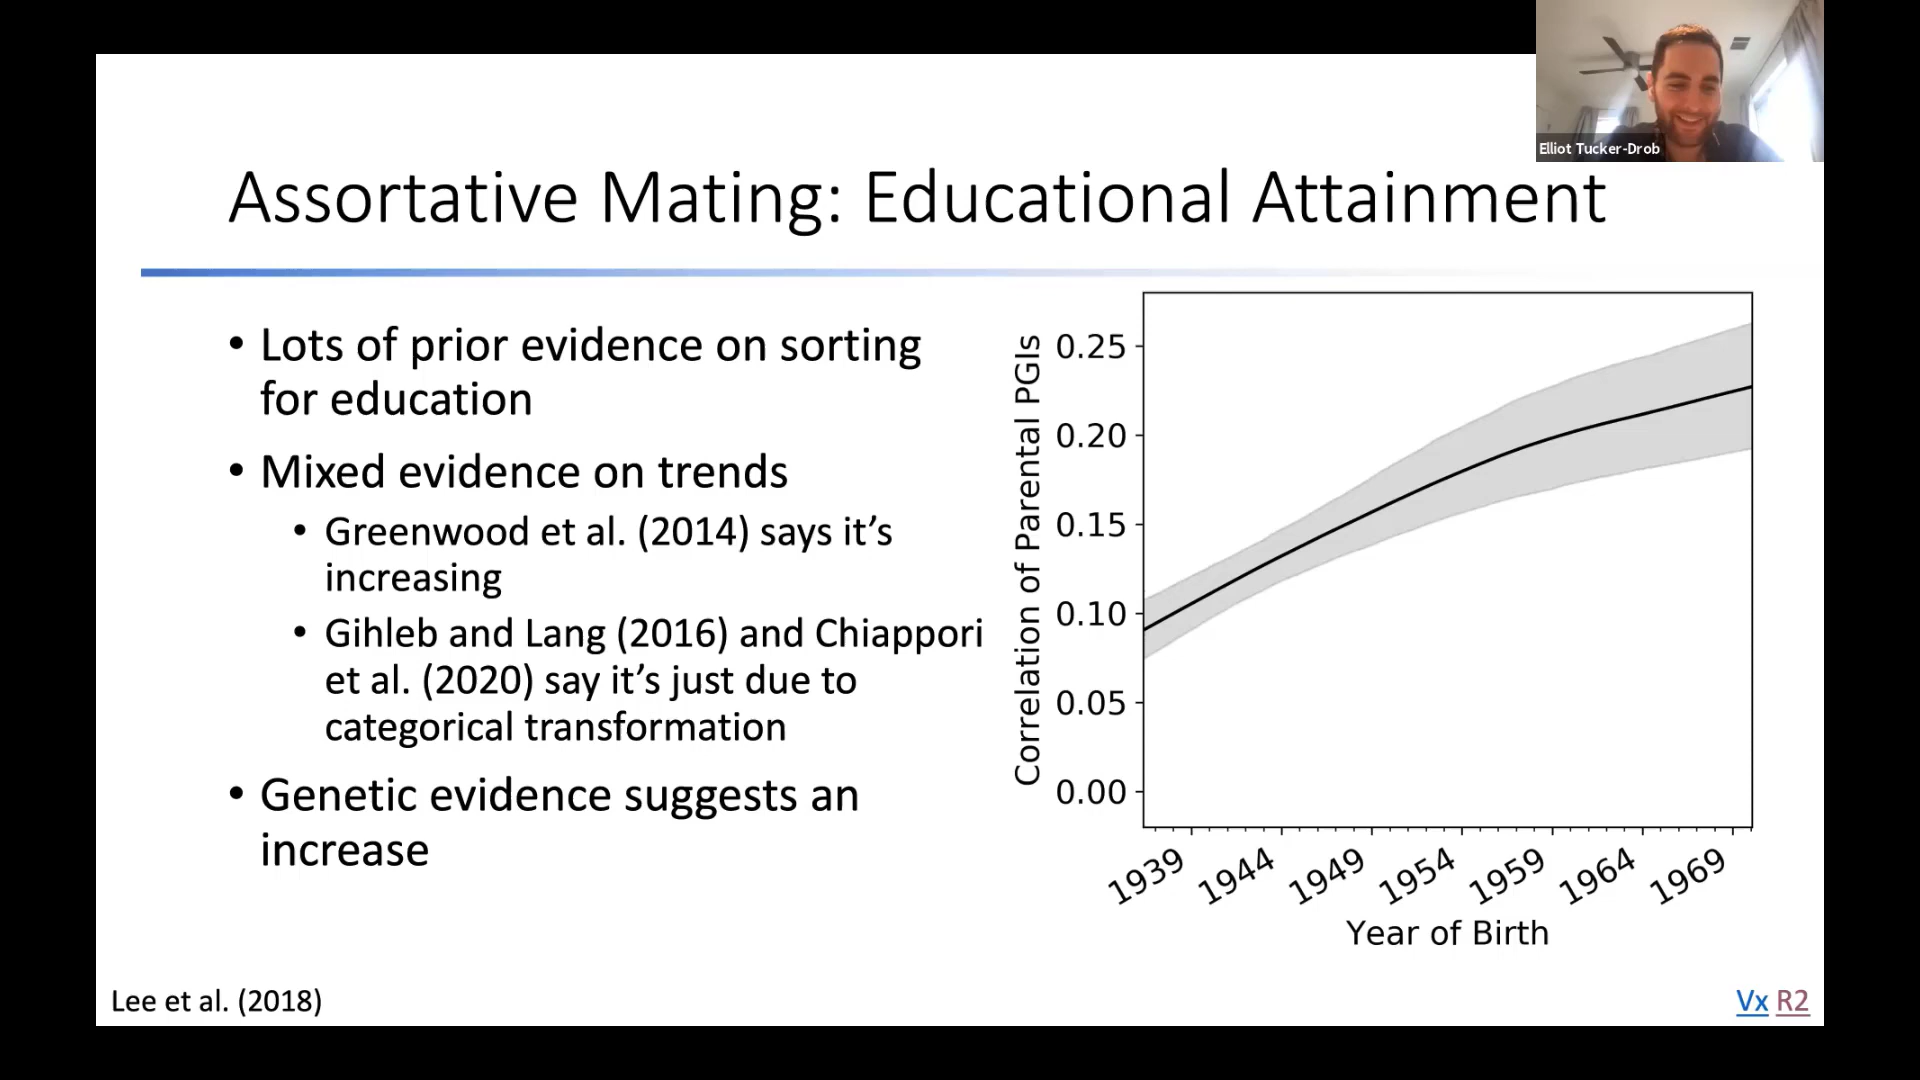 Elliot Tucker-Drob
Assortative Mating: Educational Attainment
• Lots of prior evidence on sorting
for education
• Mixed evidence on trends
• Greenwood et al. (2014) says it’s
increasing
• Gihleb and Lang (2016) and Chiappori
et al. (2020) say it’s just due to
categorical transformation
• Genetic evidence suggests an
increase
Correlation of Parental PGIs
0.25
0.20
0.15
0.10
0.05
0.00
1939 1944 1949 1954 1959 1964 1969
Year of Birth
Lee et al. (2018)
Vx R2